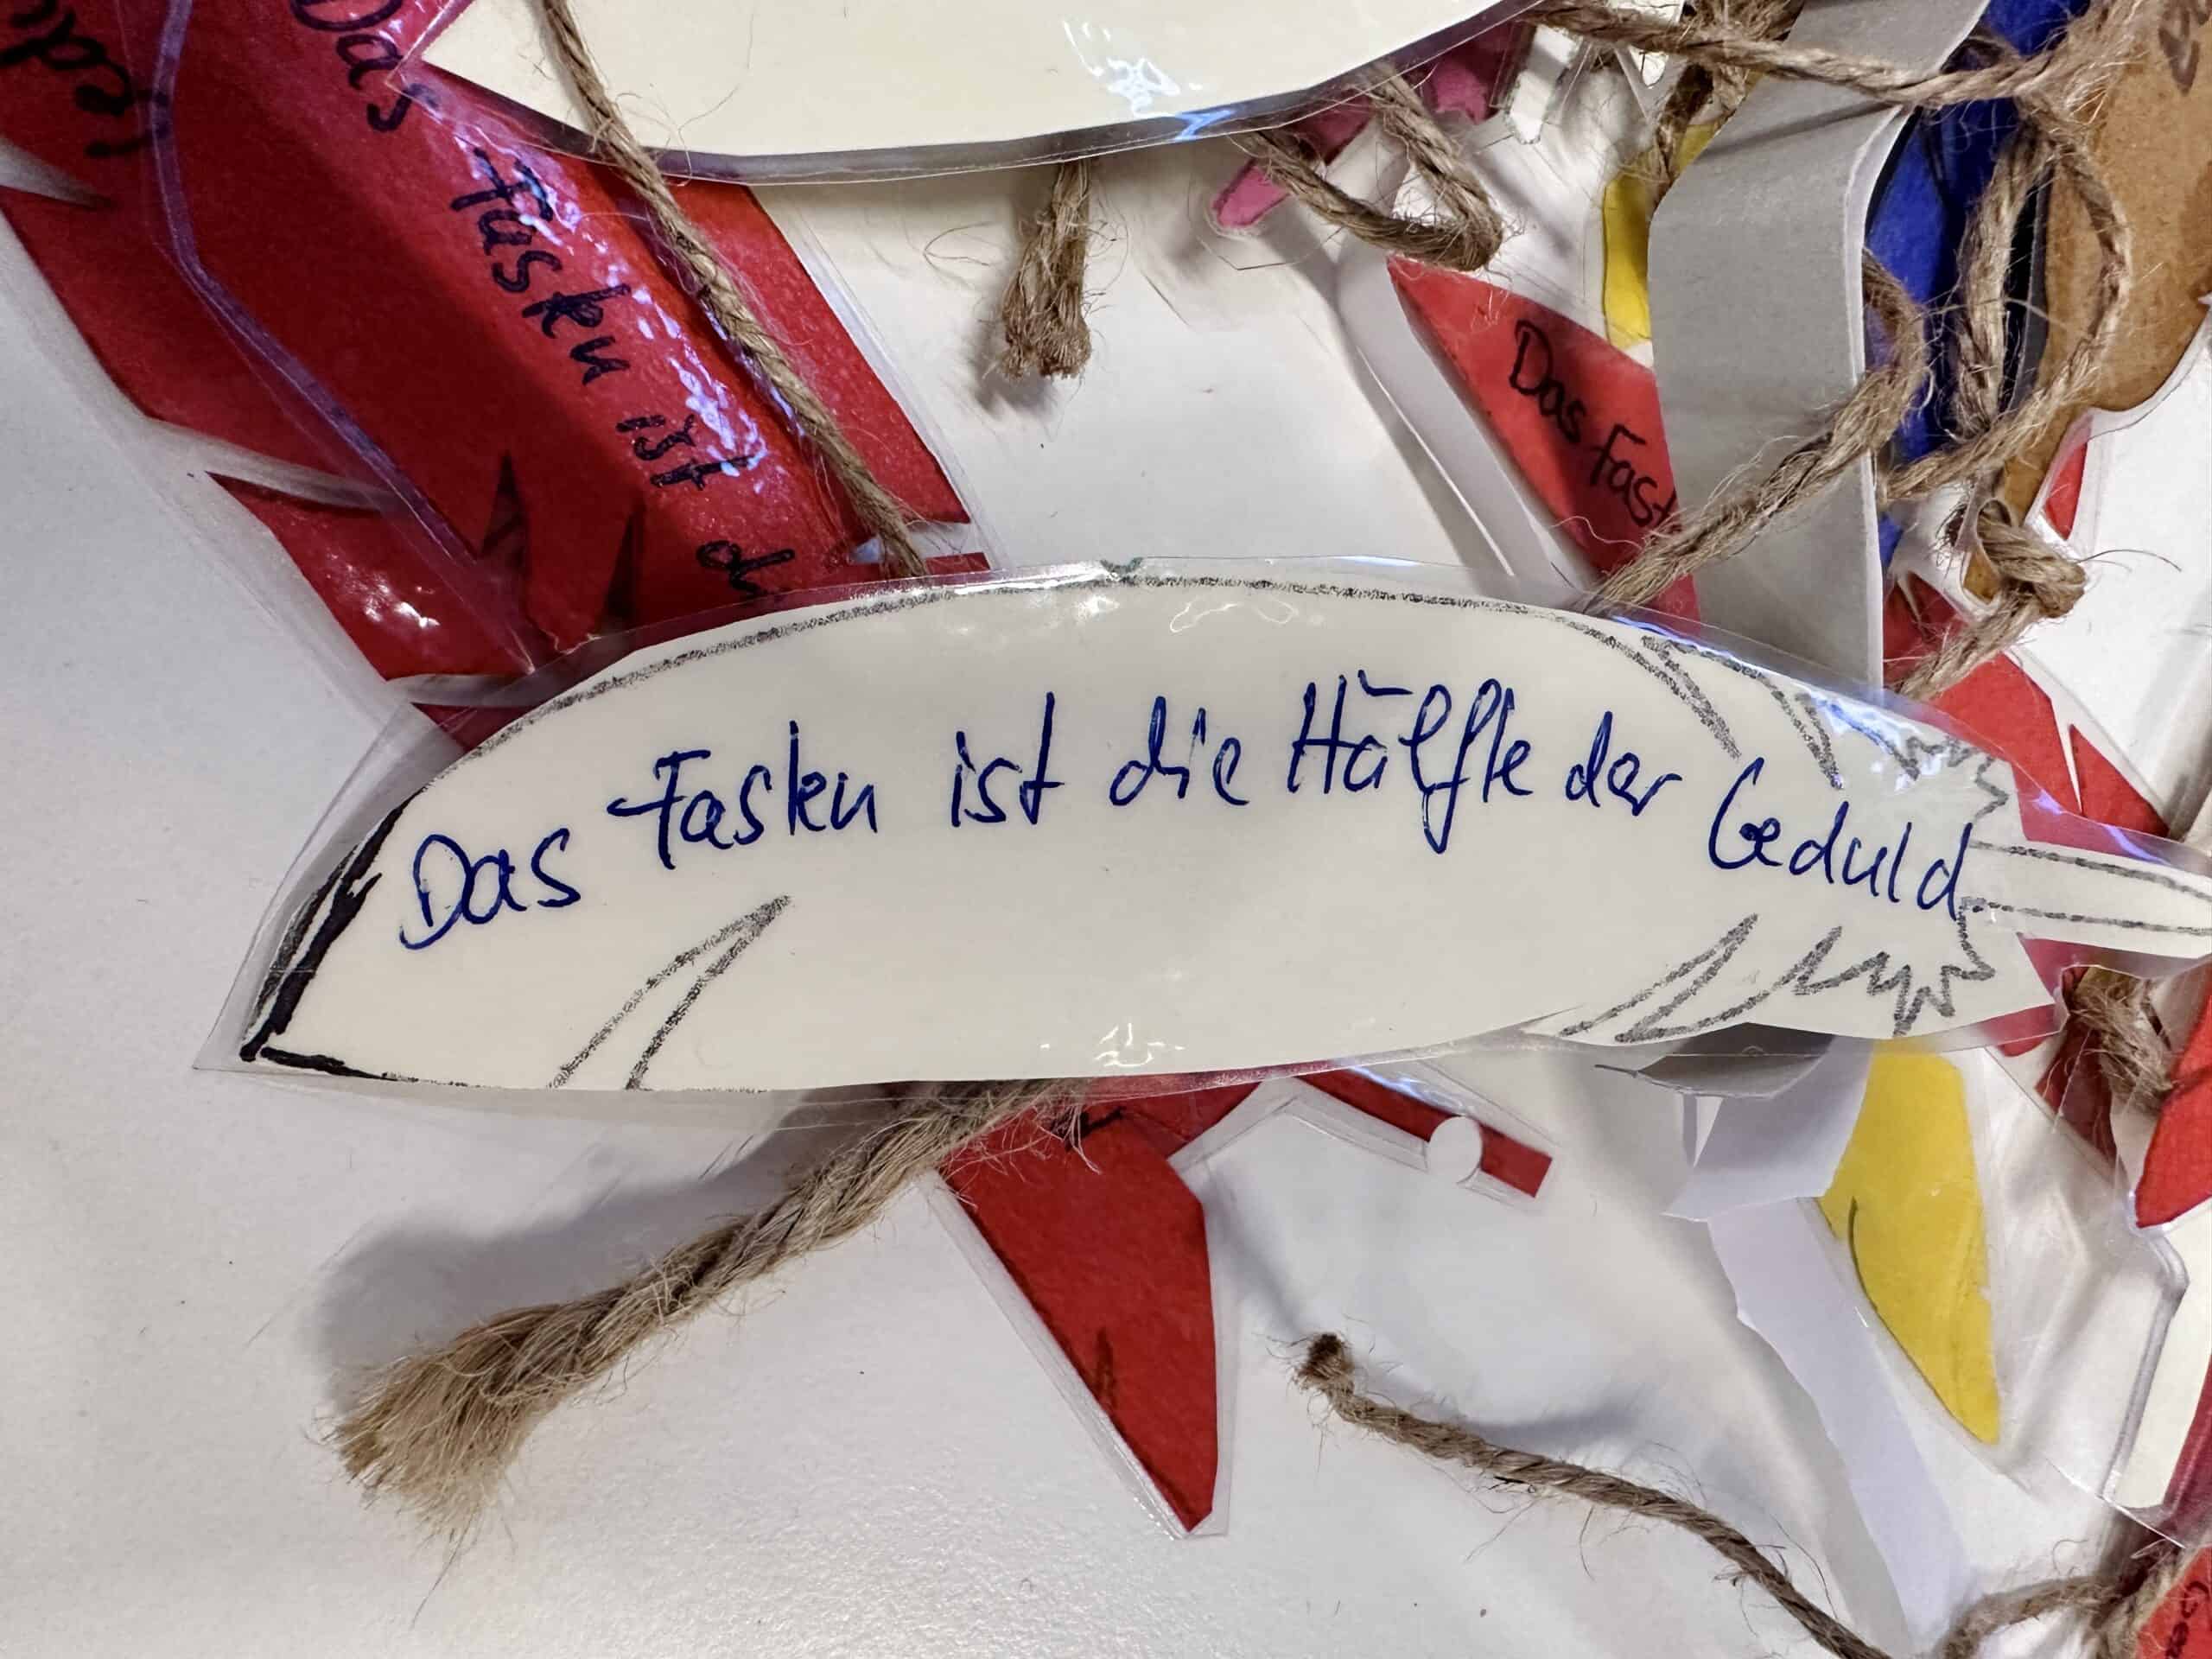 Das Fasten ist d
Das Fast
Das Fasten ist die Hälfte der Geduld